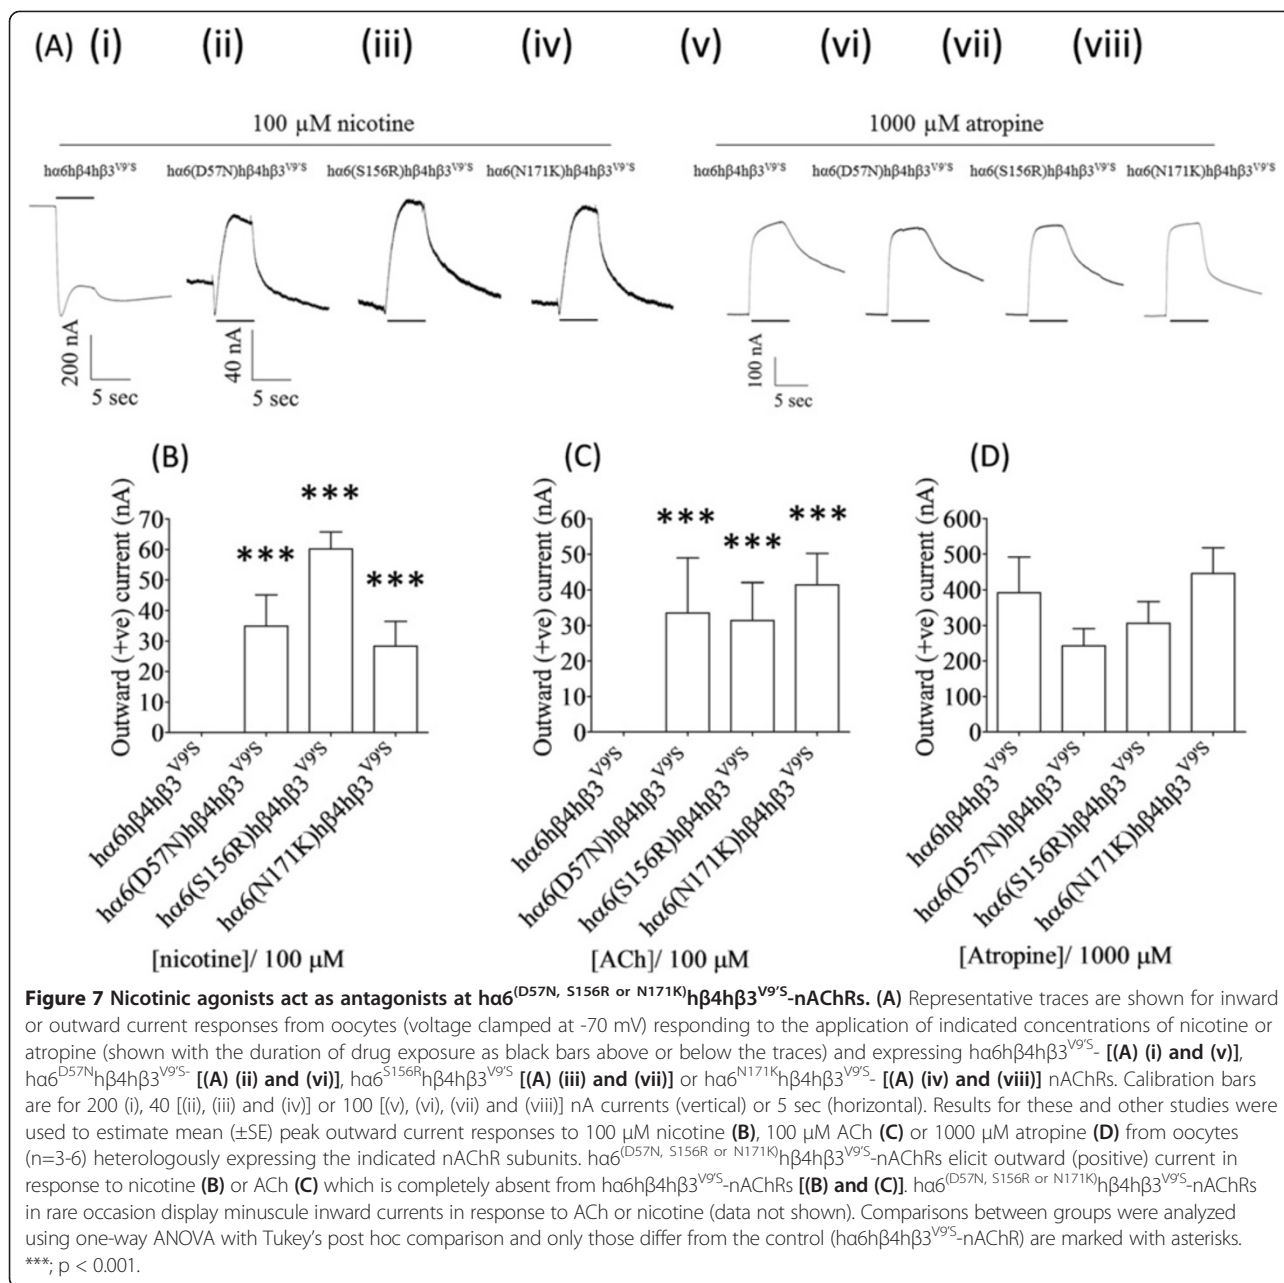 (A) (i) (ii) (iii) (iv) (v) (vi) (vii) (viii)
100 µM nicotine
1000 µM atropine
hα6hβ4hβ3V9'S hα6(D57N)hβ4hβ3V9'S hα6(S156R)hβ4hβ3V9'S hα6(N171K)hβ4hβ3V9'S
hα6hβ4hβ3V9'S hα6(D57N)hβ4hβ3V9'S hα6(S156R)hβ4hβ3V9'S hα6(N171K)hβ4hβ3V9'S
200 nA
5 sec
40 nA
5 sec
100 nA
5 sec
(B)
Outward (+ve) current (nA)
70
60
50
40
30
20
10
0
***
***
***
hα6hβ4hβ3V9'S
hα6(D57N)hβ4hβ3V9'S
hα6(S156R)hβ4hβ3V9'S
hα6(N171K)hβ4hβ3V9'S
[nicotine]/ 100 µM
(C)
Outward (+ve) current (nA)
60
50
40
30
20
10
0
***
***
***
hα6hβ4hβ3V9'S
hα6(D57N)hβ4hβ3V9'S
hα6(S156R)hβ4hβ3V9'S
hα6(N171K)hβ4hβ3V9'S
[ACh]/ 100 µM
(D)
Outward (+ve) current (nA)
600
500
400
300
200
100
0
hα6hβ4hβ3V9'S
hα6(D57N)hβ4hβ3V9'S
hα6(S156R)hβ4hβ3V9'S
hα6(N171K)hβ4hβ3V9'S
[Atropine]/ 1000 µM
Figure 7 Nicotinic agonists act as antagonists at hα6(D57N, S156R or N171K)hβ4hβ3V9'S-nAChRs. (A) Representative traces are shown for inward
or outward current responses from oocytes (voltage clamped at -70 mV) responding to the application of indicated concentrations of nicotine or
atropine (shown with the duration of drug exposure as black bars above or below the traces) and expressing hα6hβ4hβ3V9'S- [(A) (i) and (v)],
hα6D57Nhβ4hβ3V9'S- [(A) (ii) and (vi)], hα6S156Rhβ4hβ3V9'S [(A) (iii) and (vii)] or hα6N171Khβ4hβ3V9'S- [(A) (iv) and (viii)] nAChRs. Calibration bars
are for 200 (i), 40 [(ii), (iii) and (iv)] or 100 [(v), (vi), (vii) and (viii)] nA currents (vertical) or 5 sec (horizontal). Results for these and other studies were
used to estimate mean (±SE) peak outward current responses to 100 µM nicotine (B), 100 µM ACh (C) or 1000 µM atropine (D) from oocytes
(n=3-6) heterologously expressing the indicated nAChR subunits. hα6(D57N, S156R or N171K)hβ4hβ3V9'S-nAChRs elicit outward (positive) current in
response to nicotine (B) or ACh (C) which is completely absent from hα6hβ4hβ3V9'S-nAChRs [(B) and (C)]. hα6(D57N, S156R or N171K)hβ4hβ3V9'S-nAChRs
in rare occasion display minuscule inward currents in response to ACh or nicotine (data not shown). Comparisons between groups were analyzed
using one-way ANOVA with Tukey's post hoc comparison and only those differ from the control (hα6hβ4hβ3V9'S-nAChR) are marked with asterisks.
***; p < 0.001.